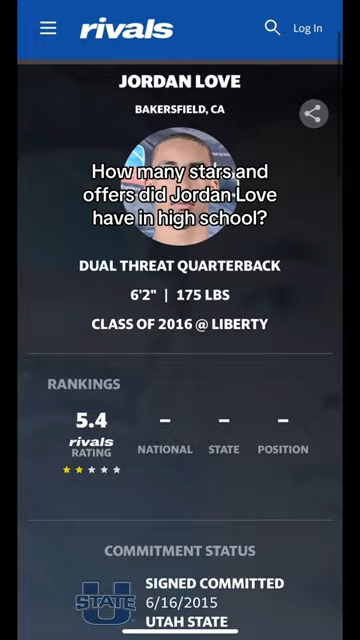 rivals
Log In
JORDAN LOVE
BAKERSFIELD, CA
How many stars and
offers did Jordan Love
have in high school?
DUAL THREAT QUARTERBACK
6'2" | 175 LBS
CLASS OF 2016 @ LIBERTY
RANKINGS
5.4 – – –
rivals
RATING NATIONAL STATE POSITION
COMMITMENT STATUS
SIGNED COMMITTED
6/16/2015
UTAH STATE
U STATE